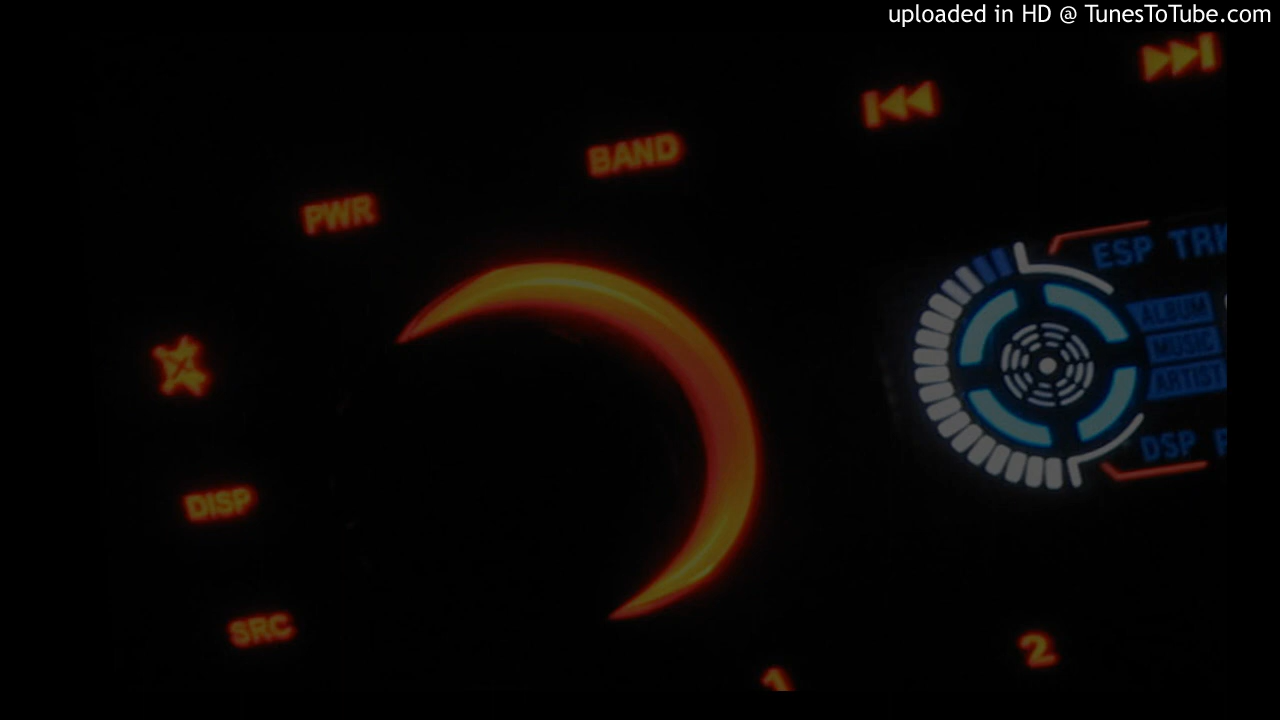 uploaded in HD @ TunesToTube.com
BAND
PWR
ESP TRK
ALBUM
MUSIC
ARTIST
DSP
DISP
SRC
1
2